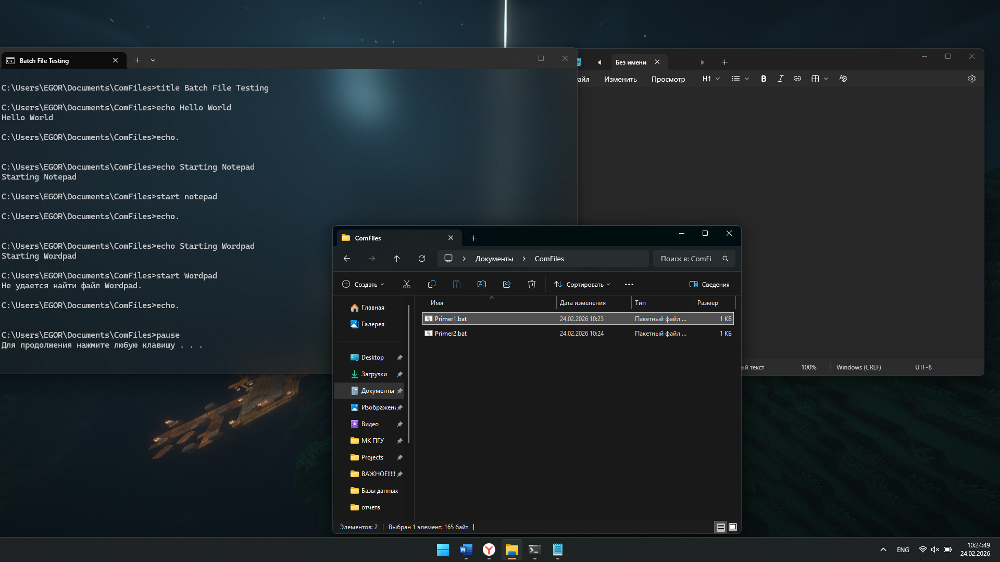 Batch File Testing
C:\Users\EGOR\Documents\ComFiles>title Batch File Testing
C:\Users\EGOR\Documents\ComFiles>echo Hello World
Hello World
C:\Users\EGOR\Documents\ComFiles>echo.
C:\Users\EGOR\Documents\ComFiles>echo Starting Notepad
Starting Notepad
C:\Users\EGOR\Documents\ComFiles>start notepad
C:\Users\EGOR\Documents\ComFiles>echo.
C:\Users\EGOR\Documents\ComFiles>echo Starting Wordpad
Starting Wordpad
C:\Users\EGOR\Documents\ComFiles>start Wordpad
Не удается найти файл Wordpad.
C:\Users\EGOR\Documents\ComFiles>echo.
C:\Users\EGOR\Documents\ComFiles>pause
Для продолжения нажмите любую клавишу . . .
Без имени
айл Изменить Просмотр H1 B I
ый текст 100% Windows (CRLF) UTF-8
ComFiles
Документы > ComFiles Поиск в: ComFi
Создать Сортировать Сведения
Имя Дата изменения Тип Размер
Primer1.bat 24.02.2026 10:23 Пакетный файл ... 1 КБ
Primer2.bat 24.02.2026 10:24 Пакетный файл ... 1 КБ
Главная
Галерея
Desktop
Загрузки
Документы
Изображени
Видео
МК ПГУ
Projects
ВАЖНОЕ!!!!!
Базы данных
отчетв
Элементов: 2 Выбран 1 элемент: 165 байт
ENG
10:24:49
24.02.2026